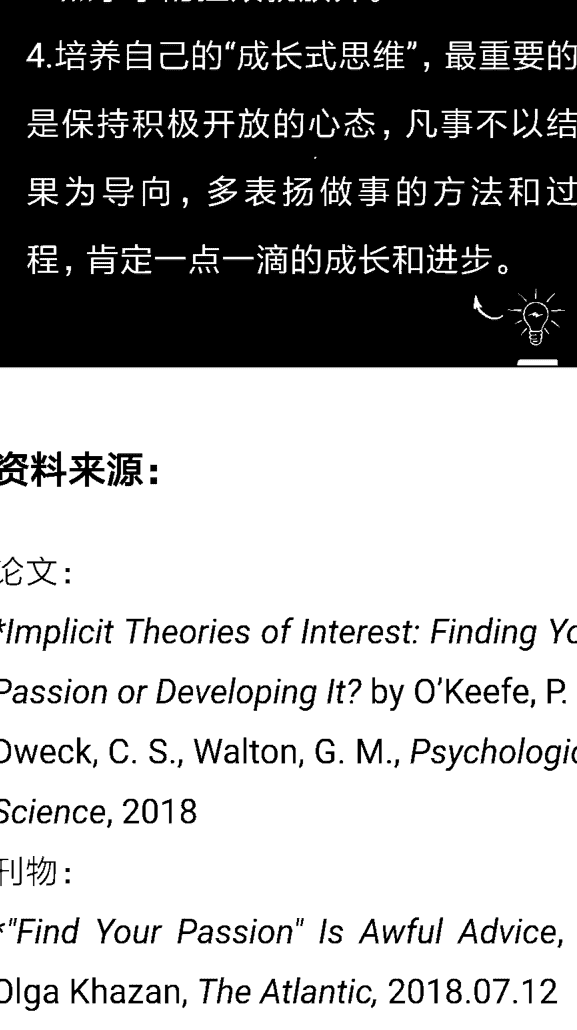 4.培养自己的“成长式思维”，最重要的
是保持积极开放的心态，凡事不以结
果为导向，多表扬做事的方法和过
程，肯定一点一滴的成长和进步。
资料来源：
论文：
*Implicit Theories of Interest: Finding Yo
Passion or Developing It? by O’Keefe, P.
Dweck, C. S., Walton, G. M., Psychologic
Science, 2018
刊物：
*"Find Your Passion" Is Awful Advice,
Olga Khazan, The Atlantic, 2018.07.12